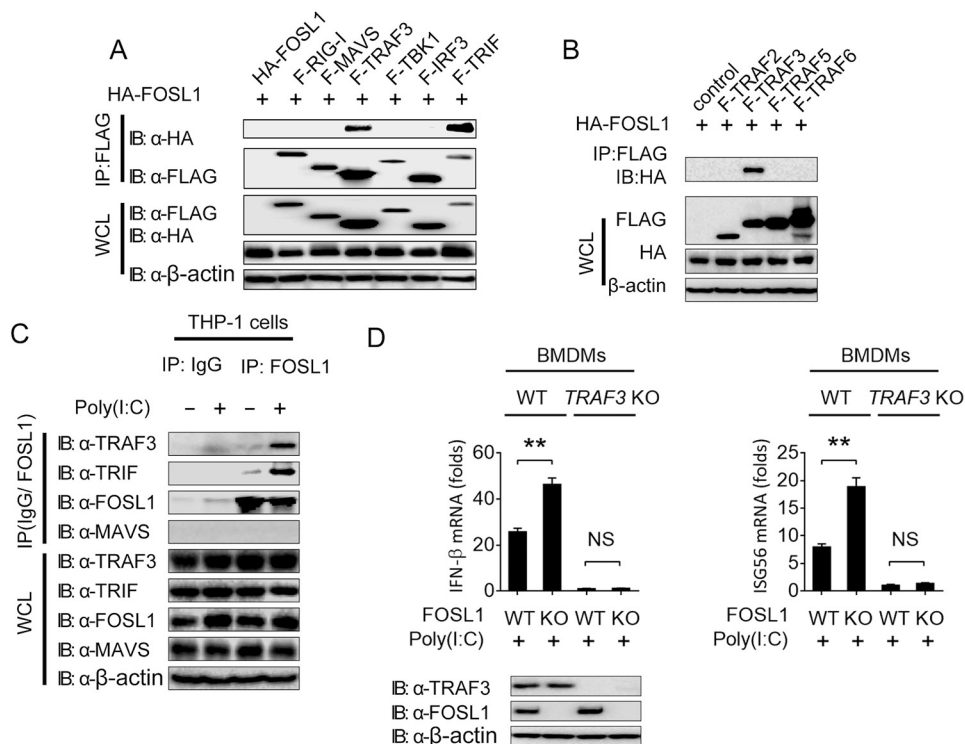 A
HA-FOSL1
F-RIG-I
F-MAVS
F-TRAF3
F-TBK1
F-IRF3
F-TRIF
HA-FOSL1 + + + + + + +
IP:FLAG
IB: α-HA
IB: α-FLAG
WCL
IB: α-FLAG
IB: α-HA
IB: α-β-actin
B
control
F-TRAF2
F-TRAF3
F-TRAF5
F-TRAF6
HA-FOSL1 + + + + +
IP:FLAG
IB:HA
WCL
FLAG
HA
β-actin
C
THP-1 cells
IP: IgG IP: FOSL1
Poly(I:C) − + − +
IP(IgG/ FOSL1)
IB: α-TRAF3
IB: α-TRIF
IB: α-FOSL1
IB: α-MAVS
WCL
IB: α-TRAF3
IB: α-TRIF
IB: α-FOSL1
IB: α-MAVS
IB: α-β-actin
D
BMDMs
WT TRAF3 KO
IFN-β mRNA (folds)
60
40
20
0
**
NS
FOSL1 WT KO WT KO
Poly(I:C) + + + +
IB: α-TRAF3
IB: α-FOSL1
IB: α-β-actin
BMDMs
WT TRAF3 KO
ISG56 mRNA (folds)
25
20
15
10
5
0
**
NS
FOSL1 WT KO WT KO
Poly(I:C) + + + +